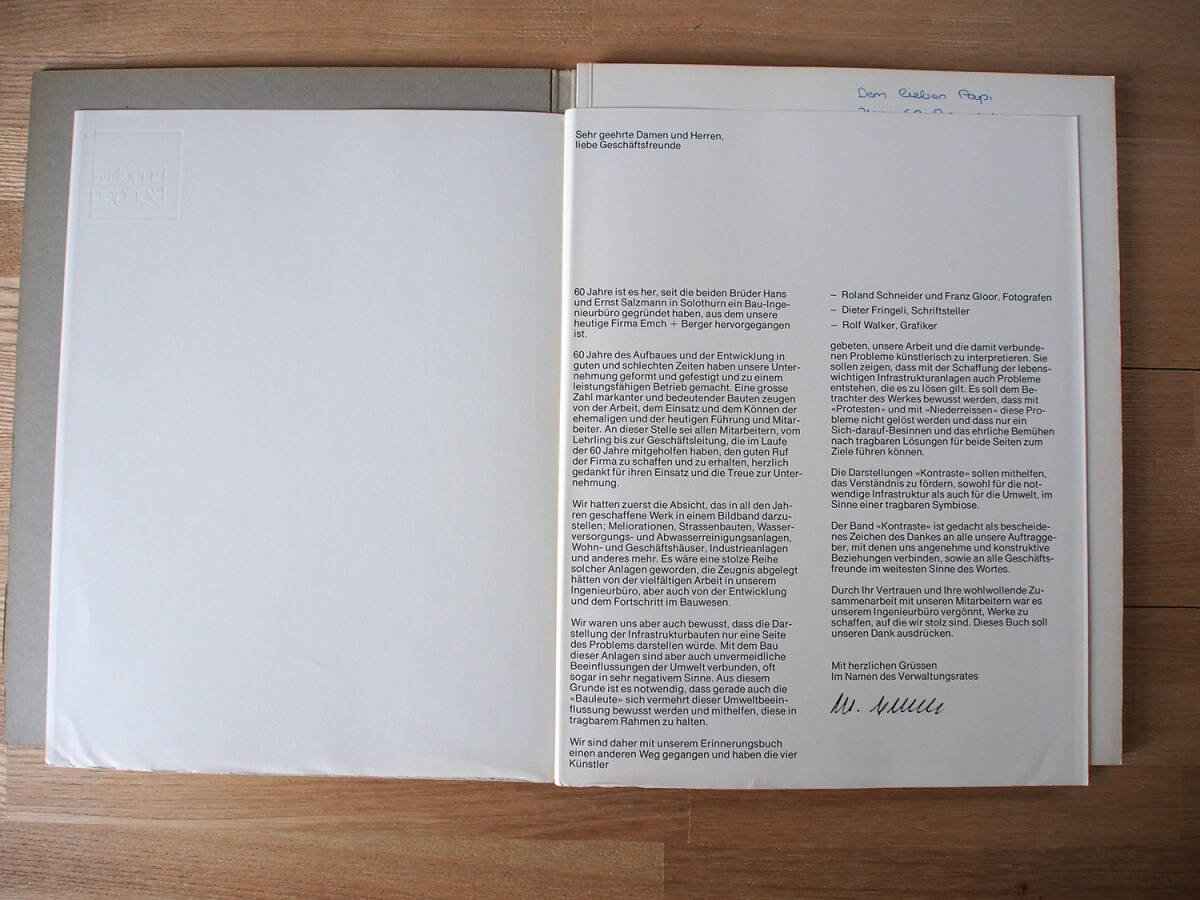 Dem lieben Papi
Sehr geehrte Damen und Herren,
liebe Geschäftsfreunde
60 Jahre ist es her, seit die beiden Brüder Hans
und Ernst Salzmann in Solothurn ein Bau-Inge-
nieurbüro gegründet haben, aus dem unsere
heutige Firma Emch + Berger hervorgegangen
ist.
60 Jahre des Aufbaues und der Entwicklung in
guten und schlechten Zeiten haben unsere Unter-
nehmung geformt und gefestigt und zu einem
leistungsfähigen Betrieb gemacht. Eine grosse
Zahl markanter und bedeutender Bauten zeugen
von der Arbeit, dem Einsatz und dem Können der
ehemaligen und der heutigen Führung und Mitar-
beiter. An dieser Stelle sei allen Mitarbeitern, vom
Lehrling bis zur Geschäftsleitung, die im Laufe
der 60 Jahre mitgeholfen haben, den guten Ruf
der Firma zu schaffen und zu erhalten, herzlich
gedankt für ihren Einsatz und die Treue zur Unter-
nehmung.
Wir hatten zuerst die Absicht, das in all den Jah-
ren geschaffene Werk in einem Bildband darzu-
stellen; Meliorationen, Strassenbauten, Wasser-
versorgungs- und Abwasserreinigungsanlagen,
Wohn- und Geschäftshäuser, Industrieanlagen
und anderes mehr. Es wäre eine stolze Reihe
solcher Anlagen geworden, die Zeugnis abgelegt
hätten von der vielfältigen Arbeit in unserem
Ingenieurbüro, aber auch von der Entwicklung
und dem Fortschritt im Bauwesen.
Wir waren uns aber auch bewusst, dass die Dar-
stellung der Infrastrukturbauten nur eine Seite
des Problems darstellen würde. Mit dem Bau
dieser Anlagen sind aber auch unvermeidliche
Beeinflussungen der Umwelt verbunden, oft
sogar in sehr negativem Sinne. Aus diesem
Grunde ist es notwendig, dass gerade auch die
«Bauleute» sich vermehrt dieser Umweltbeein-
flussung bewusst werden und mithelfen, diese in
tragbarem Rahmen zu halten.
Wir sind daher mit unserem Erinnerungsbuch
einen anderen Weg gegangen und haben die vier
Künstler
– Roland Schneider und Franz Gloor, Fotografen
– Dieter Fringeli, Schriftsteller
– Rolf Walker, Grafiker
gebeten, unsere Arbeit und die damit verbunde-
nen Probleme künstlerisch zu interpretieren. Sie
sollen zeigen, dass mit der Schaffung der lebens-
wichtigen Infrastrukturanlagen auch Probleme
entstehen, die es zu lösen gilt. Es soll dem Be-
trachter des Werkes bewusst werden, dass mit
«Protesten» und mit «Niederreissen» diese Pro-
bleme nicht gelöst werden und dass nur ein
Sich-darauf-Besinnen und das ehrliche Bemühen
nach tragbaren Lösungen für beide Seiten zum
Ziele führen können.
Die Darstellungen «Kontraste» sollen mithelfen,
das Verständnis zu fördern, sowohl für die not-
wendige Infrastruktur als auch für die Umwelt, im
Sinne einer tragbaren Symbiose.
Der Band «Kontraste» ist gedacht als bescheide-
nes Zeichen des Dankes an alle unsere Auftragge-
ber, mit denen uns angenehme und konstruktive
Beziehungen verbinden, sowie an alle Geschäfts-
freunde im weitesten Sinne des Wortes.
Durch Ihr Vertrauen und Ihre wohlwollende Zu-
sammenarbeit mit unseren Mitarbeitern war es
unserem Ingenieurbüro vergönnt, Werke zu
schaffen, auf die wir stolz sind. Dieses Buch soll
unseren Dank ausdrücken.
Mit herzlichen Grüssen
Im Namen des Verwaltungsrates